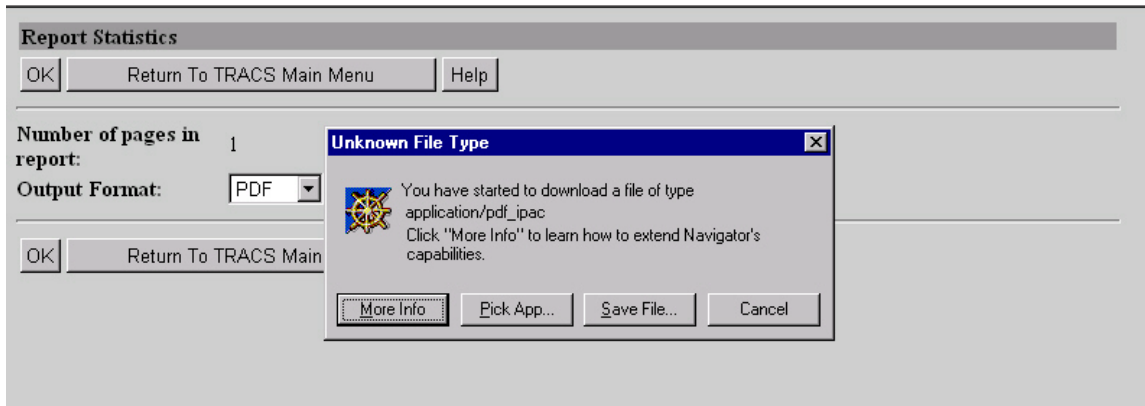 Report Statistics
OK Return To TRACS Main Menu Help
Number of pages in
report:
1
Output Format: PDF
OK Return To TRACS Main
Unknown File Type
You have started to download a file of type
application/pdf_ipac
Click "More Info" to learn how to extend Navigator's
capabilities.
More Info Pick App... Save File... Cancel